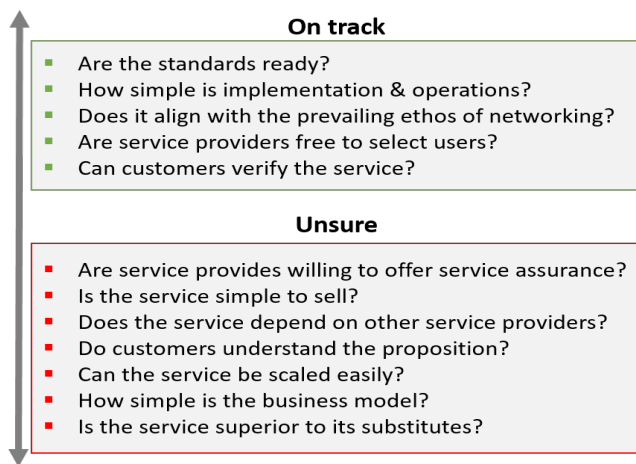 On track
Are the standards ready?
How simple is implementation & operations?
Does it align with the prevailing ethos of networking?
Are service providers free to select users?
Can customers verify the service?
Unsure
Are service provides willing to offer service assurance?
Is the service simple to sell?
Does the service depend on other service providers?
Do customers understand the proposition?
Can the service be scaled easily?
How simple is the business model?
Is the service superior to its substitutes?